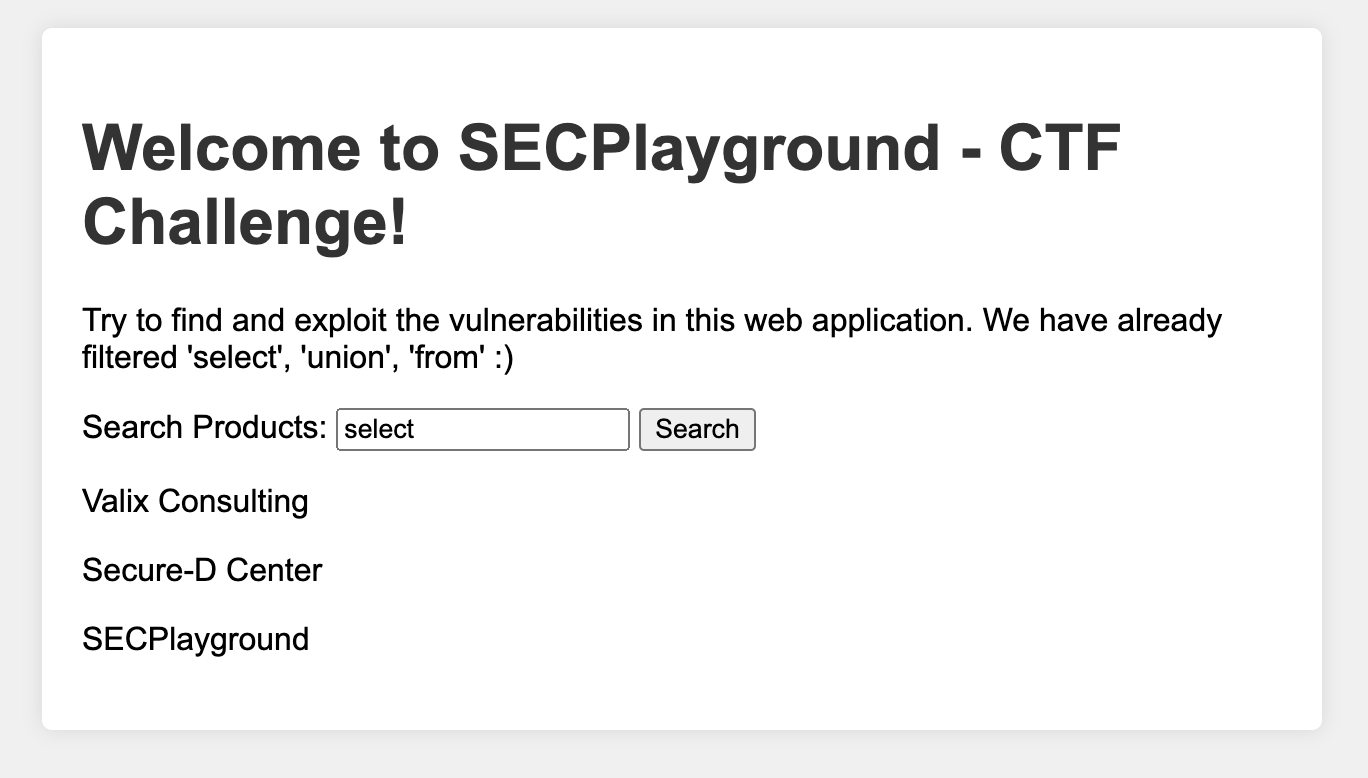 Welcome to SECPlayground - CTF
Challenge!
Try to find and exploit the vulnerabilities in this web application. We have already
filtered 'select', 'union', 'from' :)
Search Products: select Search
Valix Consulting
Secure-D Center
SECPlayground